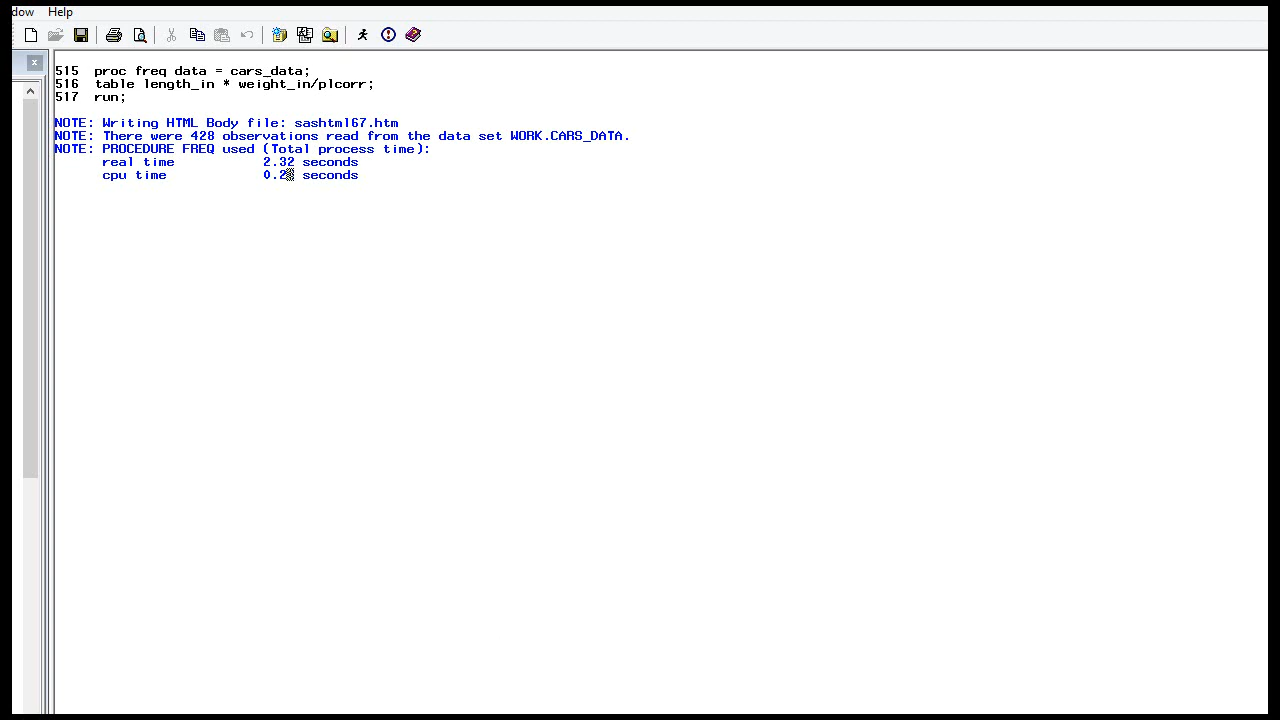 dow Help
515 proc freq data = cars_data;
516 table length_in * weight_in/plcorr;
517 run;
NOTE: Writing HTML Body file: sashtml67.htm
NOTE: There were 428 observations read from the data set WORK.CARS_DATA.
NOTE: PROCEDURE FREQ used (Total process time):
real time 2.32 seconds
cpu time seconds